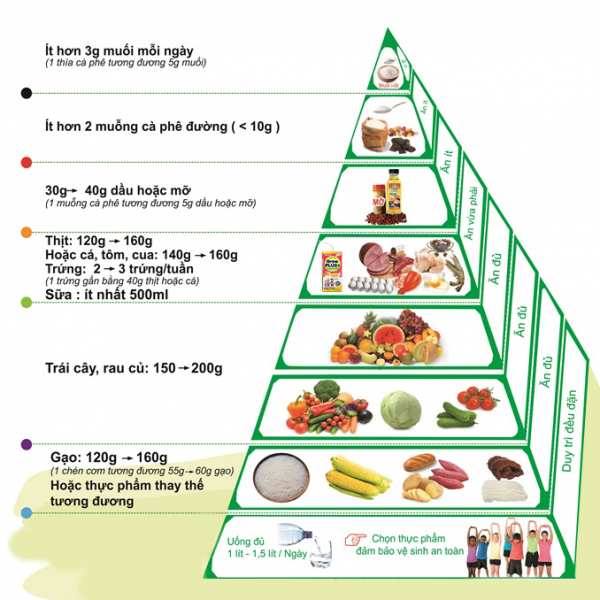 Ít hơn 3g muối mỗi ngày
(1 thìa cà phê tương đương 5g muối)
Ít hơn 2 muỗng cà phê đường ( < 10g )
30g→ 40g dầu hoặc mỡ
(1 muỗng cà phê tương đương 5g dầu hoặc mỡ)
Thịt: 120g → 160g
Hoặc cá, tôm, cua: 140g → 160g
Trứng: 2 → 3 trứng/tuần
(1 trứng gần bằng 40g thịt hoặc cá)
Sữa : ít nhất 500ml
Trái cây, rau củ: 150 → 200g
Gạo: 120g → 160g
(1 chén cơm tương đương 55g→ 60g gạo)
Hoặc thực phẩm thay thế
tương đương
Ăn ít
Ăn ít
Ăn vừa phải
Ăn đủ
Ăn đủ
Ăn đủ
Duy trì đều đặn
Uống đủ
1 lít - 1,5 lít / Ngày
Chọn thực phẩm
đảm bảo vệ sinh an toàn